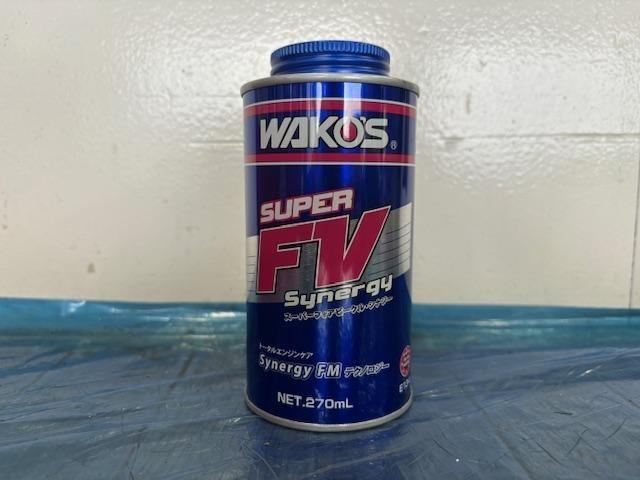 WAKO'S®
SUPER
FV
Synergy
スーパーフォアビークル・シナジー
トータルエンジンケア
Synergy FM テクノロジー
NET.270mL